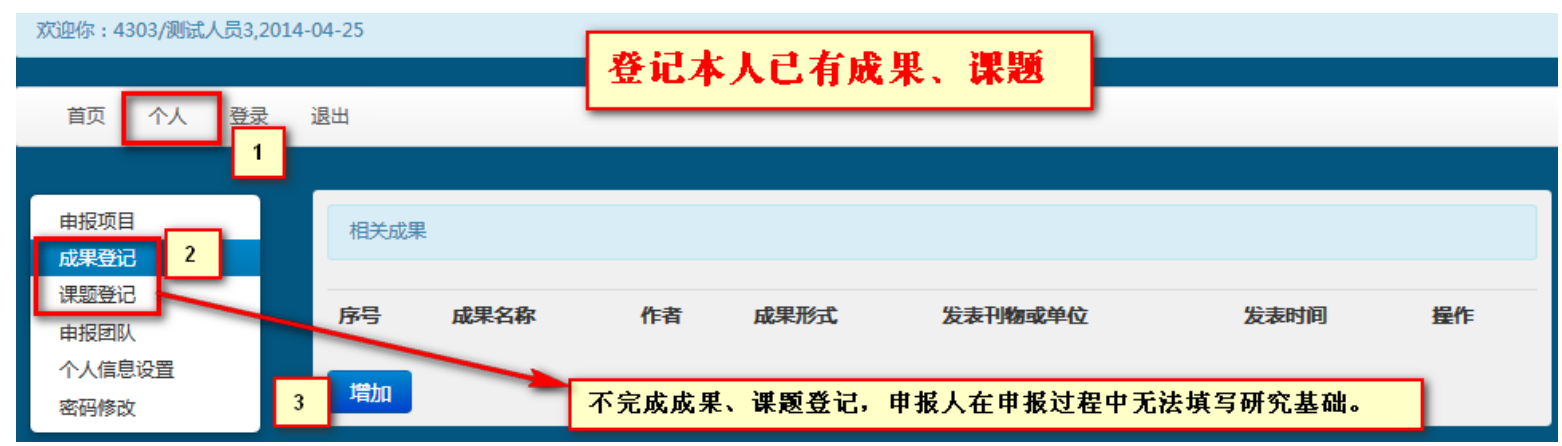 欢迎你：4303/测试人员3,2014-04-25
登记本人已有成果、课题
首页 个人 登录 退出
1
申报项目
成果登记
2
课题登记
申报团队
个人信息设置
密码修改
相关成果
序号 成果名称 作者 成果形式 发表刊物或单位 发表时间 操作
3
增加
不完成成果、课题登记，申报人在申报过程中无法填写研究基础。